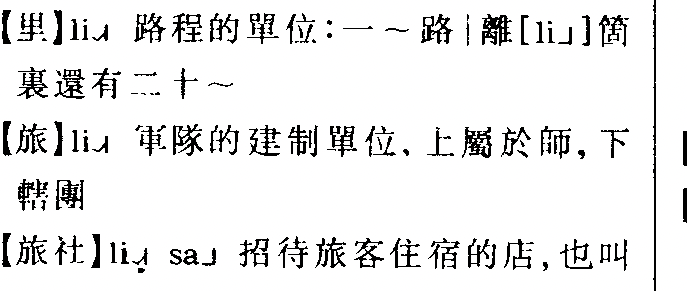 【里】li˩˧ 路程的單位:一～路|離[li˩]箇
裏還有二十～
【旅】li˩˧ 軍隊的建制單位、上屬於師,下
轄團
【旅社】li˩˧ sa˩ 招待旅客住宿的店,也叫